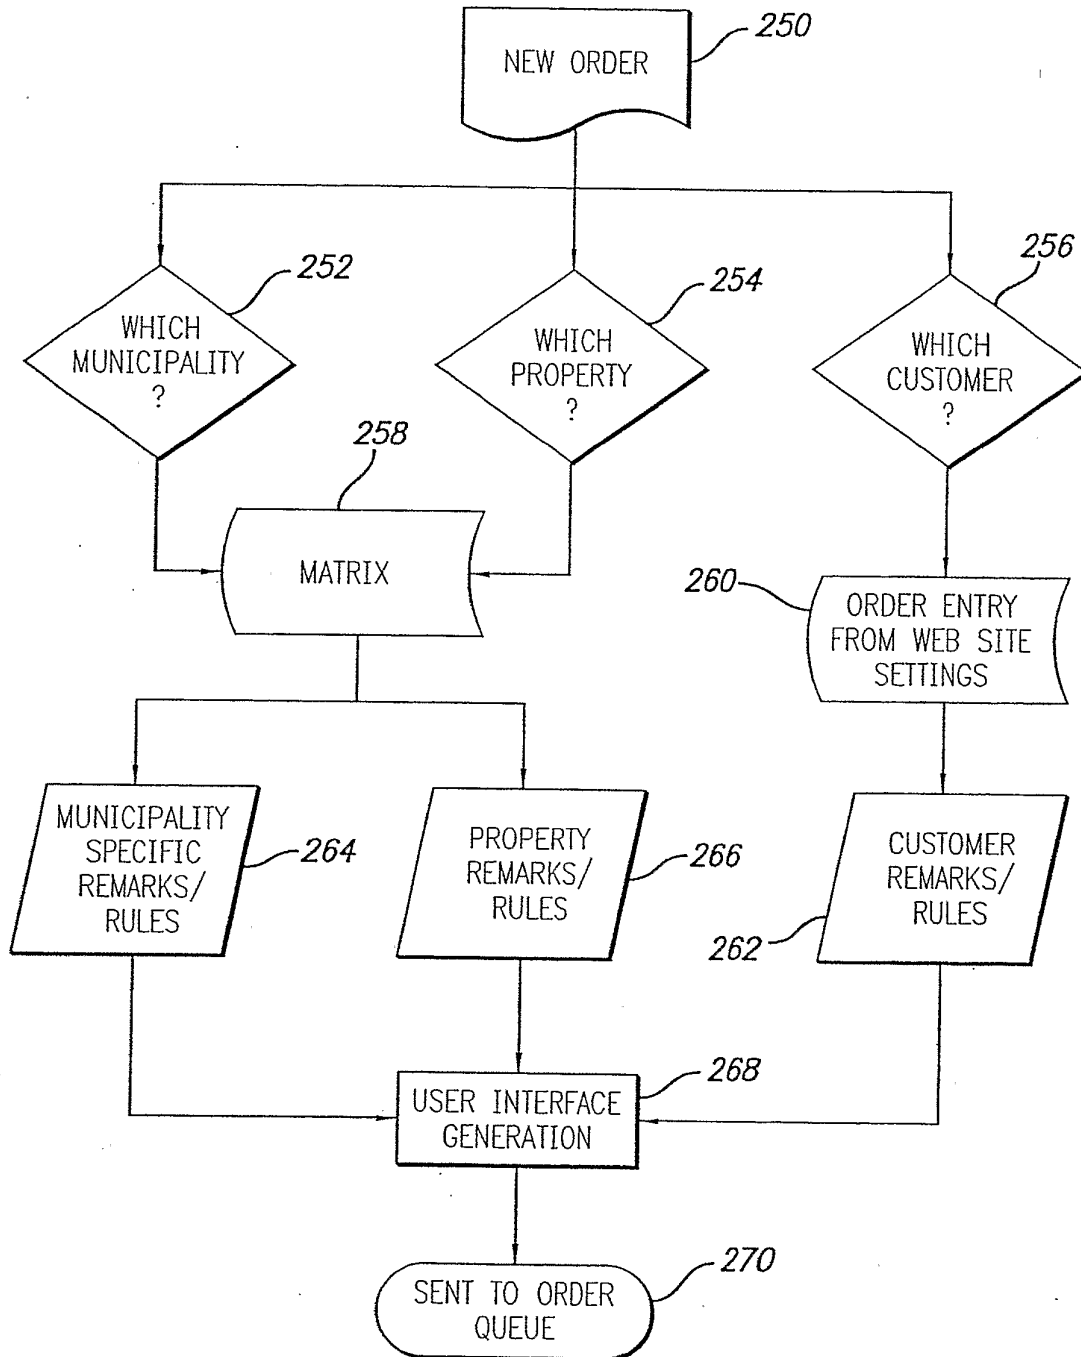 250
NEW ORDER
252
254
256
WHICH
MUNICIPALITY
?
WHICH
PROPERTY
?
WHICH
CUSTOMER
?
258
MATRIX
260
ORDER ENTRY
FROM WEB SITE
SETTINGS
MUNICIPALITY
SPECIFIC
REMARKS/
RULES
264
PROPERTY
REMARKS/
RULES
266
CUSTOMER
REMARKS/
RULES
262
268
USER INTERFACE
GENERATION
270
SENT TO ORDER
QUEUE